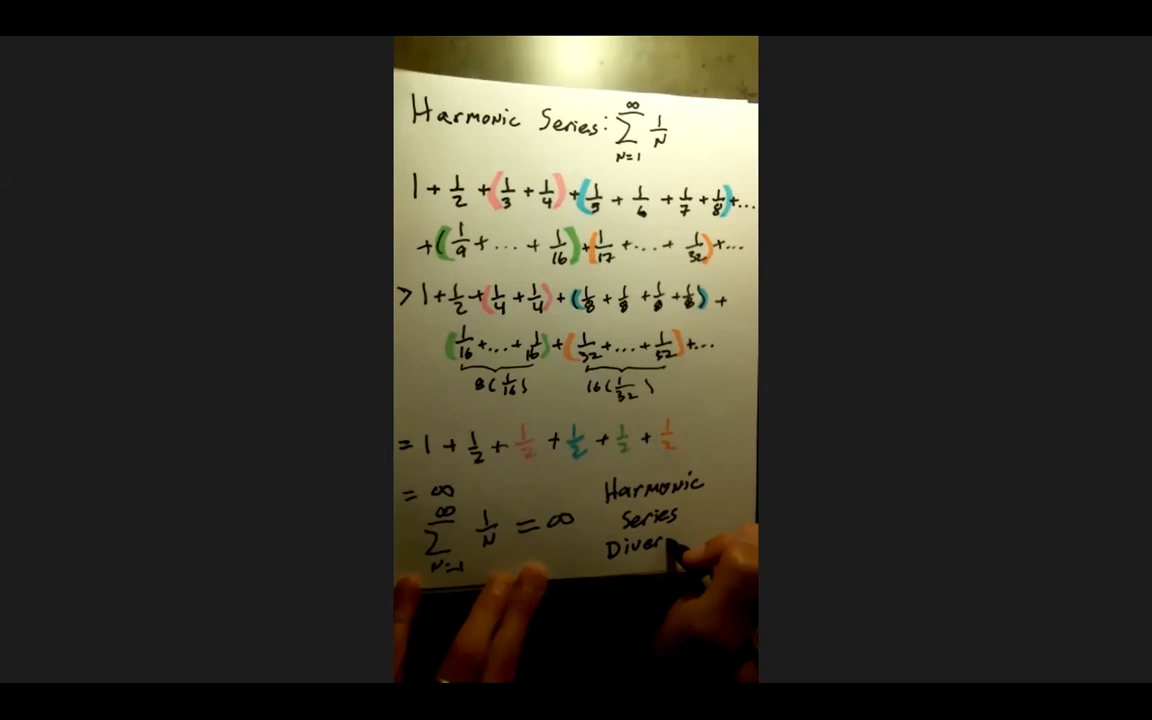 Harmonic Series: ∞∑N=1 1/N
1 + 1/2 + (1/3 + 1/4) + (1/5 + 1/6 + 1/7 + 1/8) + ...
+ (1/9 + ... + 1/16) + (1/17 + ... + 1/32) + ...
> 1 + 1/2 + (1/4 + 1/4) + (1/8 + 1/8 + 1/8 + 1/8) +
(1/16 + ... + 1/16) + (1/32 + ... + 1/32) + ...
8(1/16) 16(1/32)
= 1 + 1/2 + 1/2 + 1/2 + 1/2 + 1/2
= ∞
∞∑N=1 1/N = ∞
Harmonic
Series
Diver